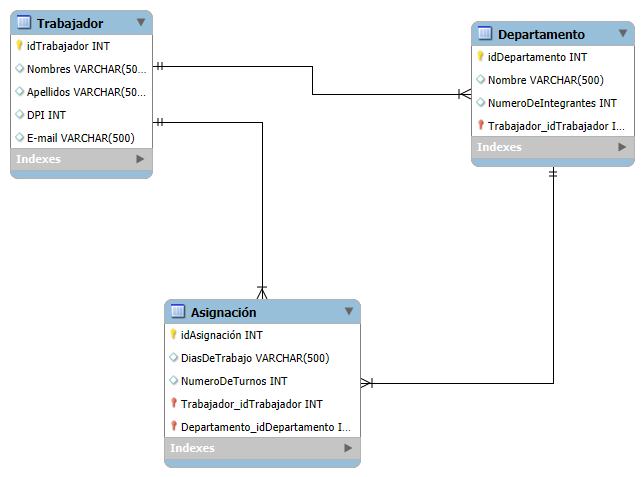 Trabajador
idTrabajador INT
Nombres VARCHAR(50...
Apellidos VARCHAR(50...
DPI INT
E-mail VARCHAR(500)
Indexes
Departamento
idDepartamento INT
Nombre VARCHAR(500)
NumeroDeIntegrantes INT
Trabajador_idTrabajador I...
Indexes
Asignación
idAsignación INT
DiasDeTrabajo VARCHAR(500)
NumeroDeTurnos INT
Trabajador_idTrabajador INT
Departamento_idDepartamento I...
Indexes